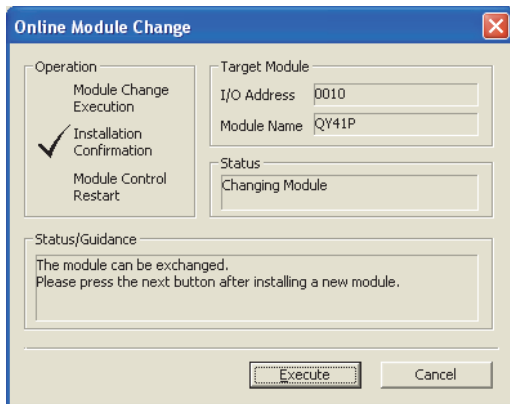 Online Module Change
Operation
Module Change
Execution
Installation
Confirmation
Module Control
Restart
Target Module
I/O Address 0010
Module Name QY41P
Status
Changing Module
Status/Guidance
The module can be exchanged.
Please press the next button after installing a new module.
Execute
Cancel